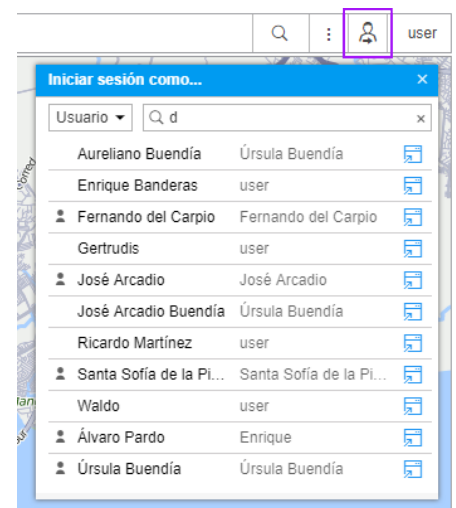 user
Iniciar sesión como...
Usuario d
Aureliano Buendía Úrsula Buendía
Enrique Banderas user
Fernando del Carpio Fernando del Carpio
Gertrudis user
José Arcadio José Arcadio
José Arcadio Buendía Úrsula Buendía
Ricardo Martínez user
Santa Sofía de la Pi... Santa Sofía de la Pi...
Waldo user
Álvaro Pardo Enrique
Úrsula Buendía Úrsula Buendía